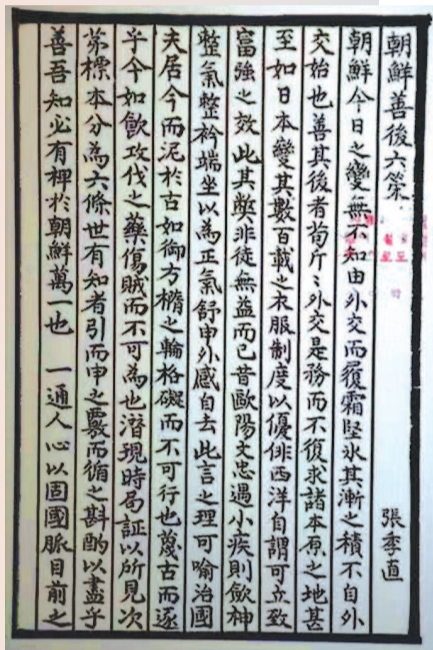 朝鮮善後六策 張季直
朝鮮今日之變無不知由外交而履霜堅氷其漸之積不自外
交始也善其後者苟斤〻外交是務而不復求諸本原之地甚
至如日本變其數百載之衣服制度以優俳西洋自謂可立致
富強之效此其弊非徒無益而已昔歐陽文忠遇小疾則歛神
整氣整衿端坐以為正氣舒申外感自去此言之理可喻治國
夫居今而泥於古如御方橢之輪格礙而不可行也蔑古而逐
乎今如飮攻伐之藥傷賊而不可為也潛現時局証以所見次
苐標本分為六條世有知者引而申之覈而循之斟酌以盡乎
善吾知必有裨於朝鮮萬一也 一通人心以固國脈目前之